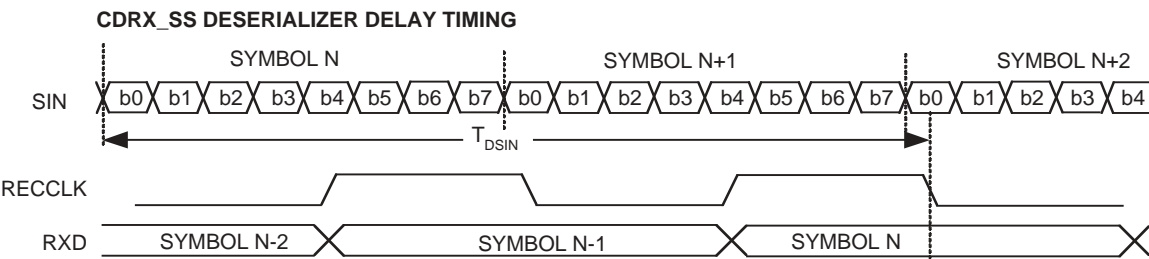 CDRX_SS DESERIALIZER DELAY TIMING
SYMBOL N SYMBOL N+1 SYMBOL N+2
SIN b0 b1 b2 b3 b4 b5 b6 b7 b0 b1 b2 b3 b4 b5 b6 b7 b0 b1 b2 b3 b4
TDSIN
RECCLK
RXD SYMBOL N-2 SYMBOL N-1 SYMBOL N